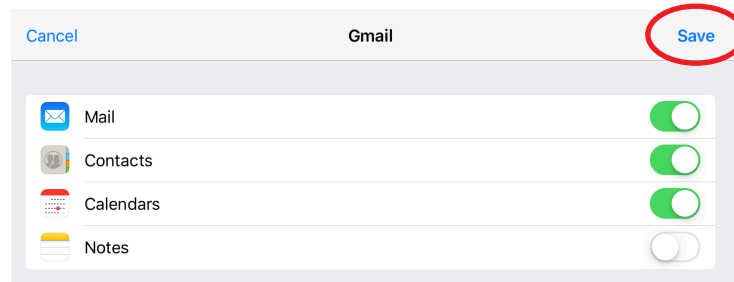 Cancel Gmail Save
Mail
Contacts
Calendars
Notes